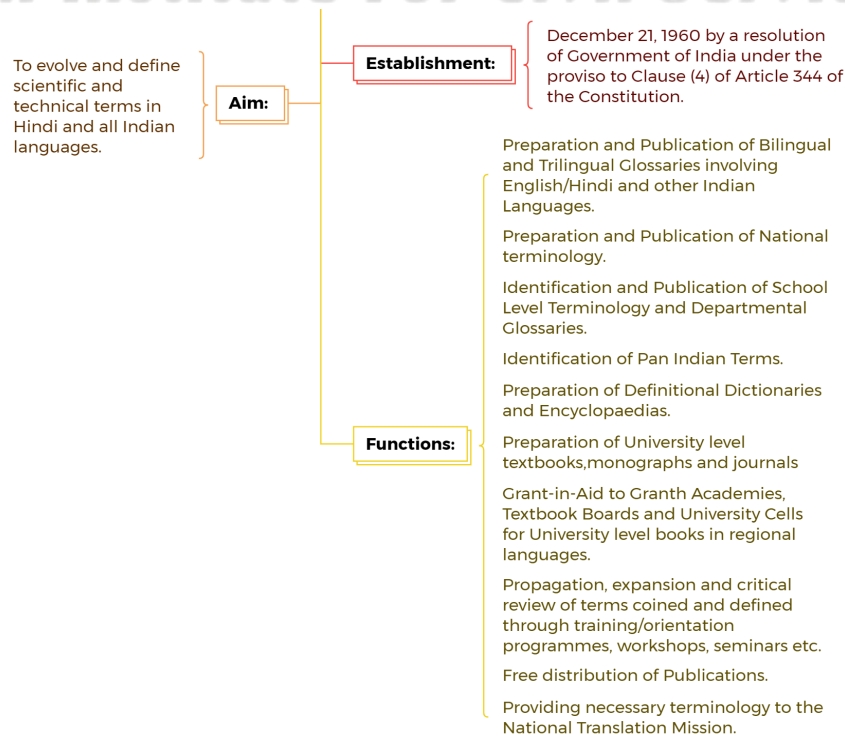 To evolve and define
scientific and
technical terms in
Hindi and all Indian
languages.
Aim:
Establishment:
December 21, 1960 by a resolution
of Government of India under the
proviso to Clause (4) of Article 344 of
the Constitution.
Functions:
Preparation and Publication of Bilingual
and Trilingual Glossaries involving
English/Hindi and other Indian
Languages.
Preparation and Publication of National
terminology.
Identification and Publication of School
Level Terminology and Departmental
Glossaries.
Identification of Pan Indian Terms.
Preparation of Definitional Dictionaries
and Encyclopaedias.
Preparation of University level
textbooks,monographs and journals
Grant-in-Aid to Granth Academies,
Textbook Boards and University Cells
for University level books in regional
languages.
Propagation, expansion and critical
review of terms coined and defined
through training/orientation
programmes, workshops, seminars etc.
Free distribution of Publications.
Providing necessary terminology to the
National Translation Mission.